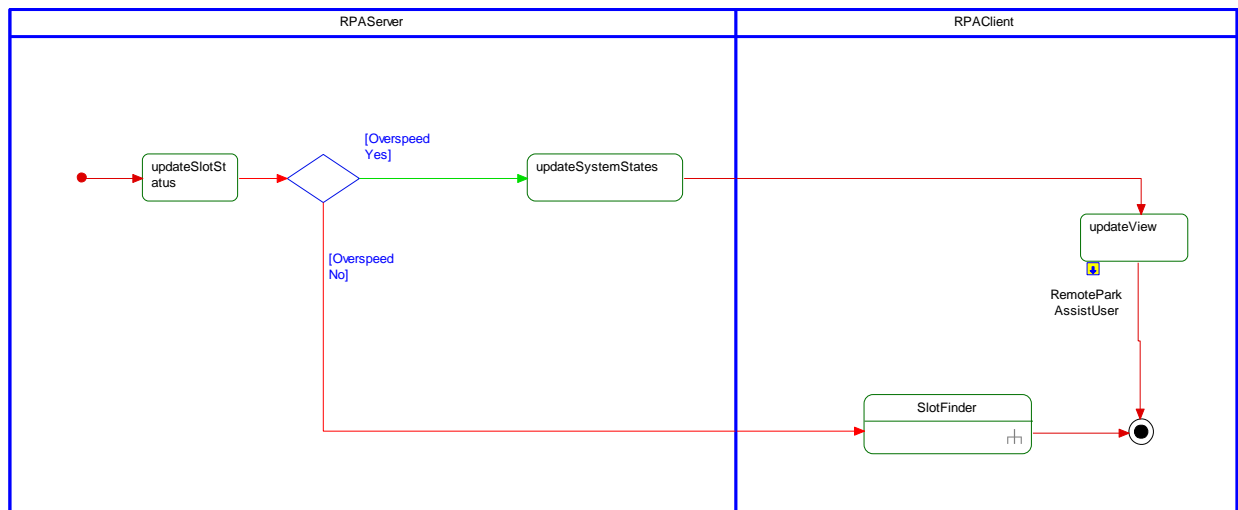 RPAServer
RPAClient
[Overspeed
Yes]
updateSlotSt
atus
updateSystemStates
updateView
[Overspeed
No]
RemotePark
AssistUser
SlotFinder